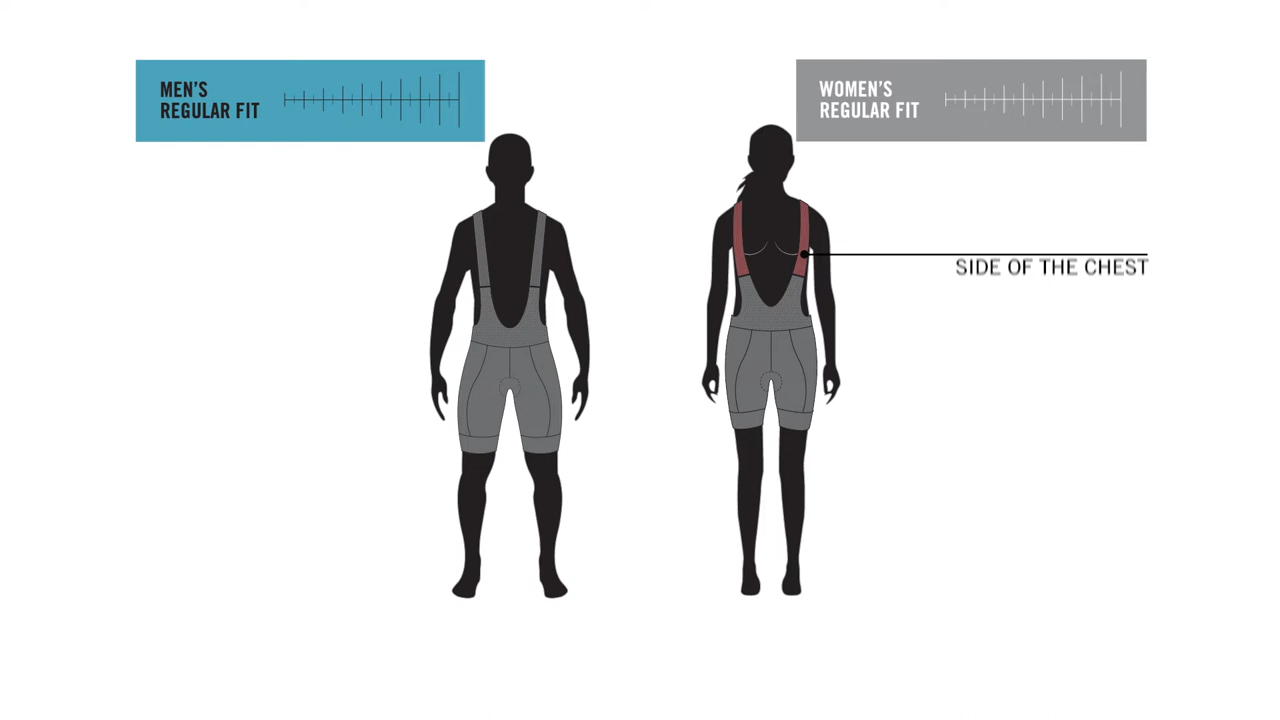 MEN'S
REGULAR FIT
WOMEN'S
REGULAR FIT
SIDE OF THE CHEST